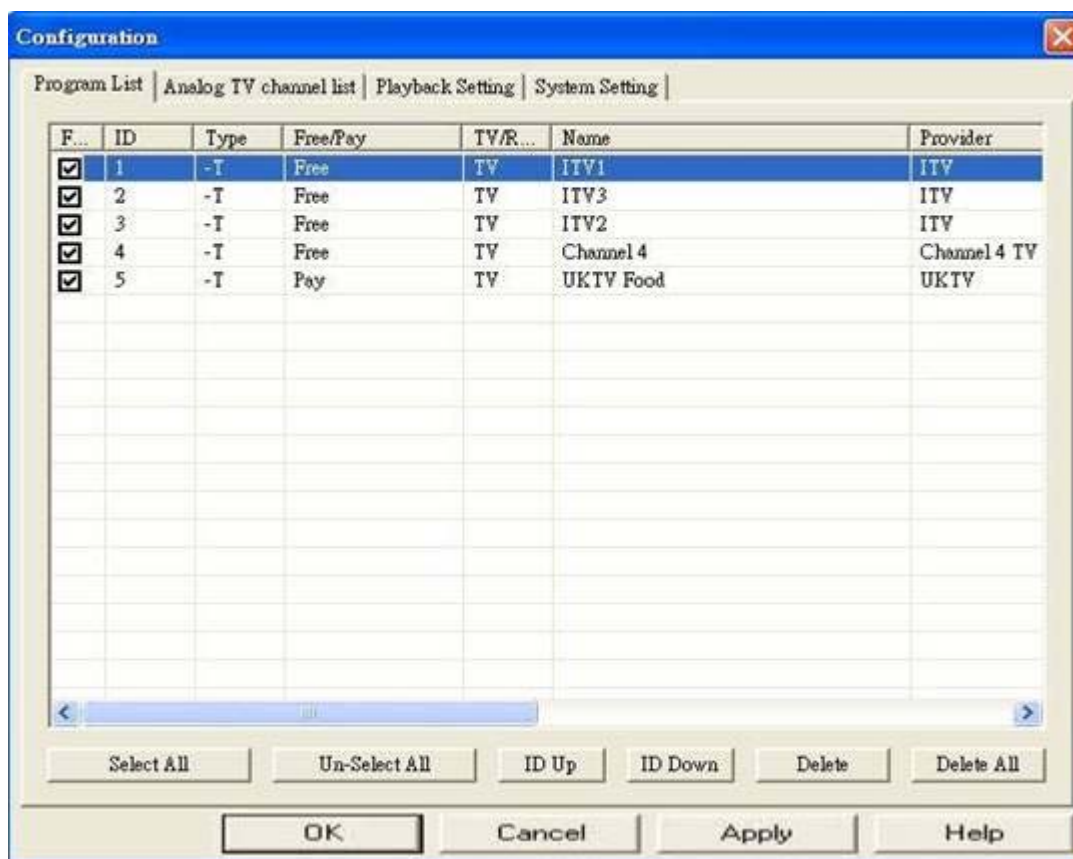 Configuration
Program List Analog TV channel list Playback Setting System Setting
F... ID Type Free/Pay TV/R... Name Provider
1 -T Free TV ITV1 ITV
2 -T Free TV ITV3 ITV
3 -T Free TV ITV2 ITV
4 -T Free TV Channel 4 Channel 4 TV
5 -T Pay TV UKTV Food UKTV
Select All Un-Select All ID Up ID Down Delete Delete All
OK Cancel Apply Help